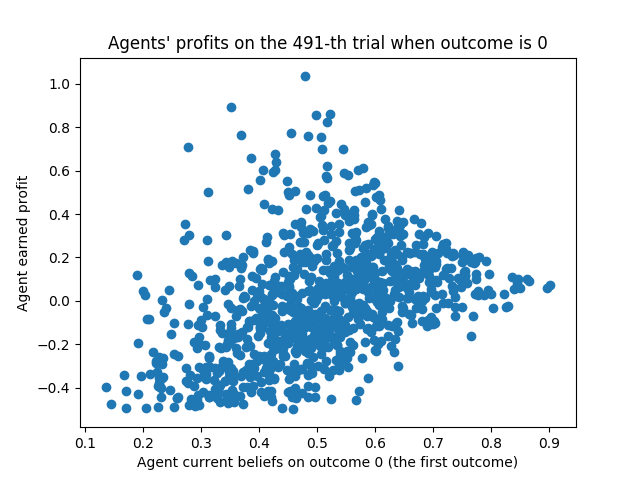 Agents' profits on the 491-th trial when outcome is 0
1.0
0.8
0.6
0.4
0.2
0.0
−0.2
−0.4
Agent earned profit
0.1 0.2 0.3 0.4 0.5 0.6 0.7 0.8 0.9
Agent current beliefs on outcome 0 (the first outcome)